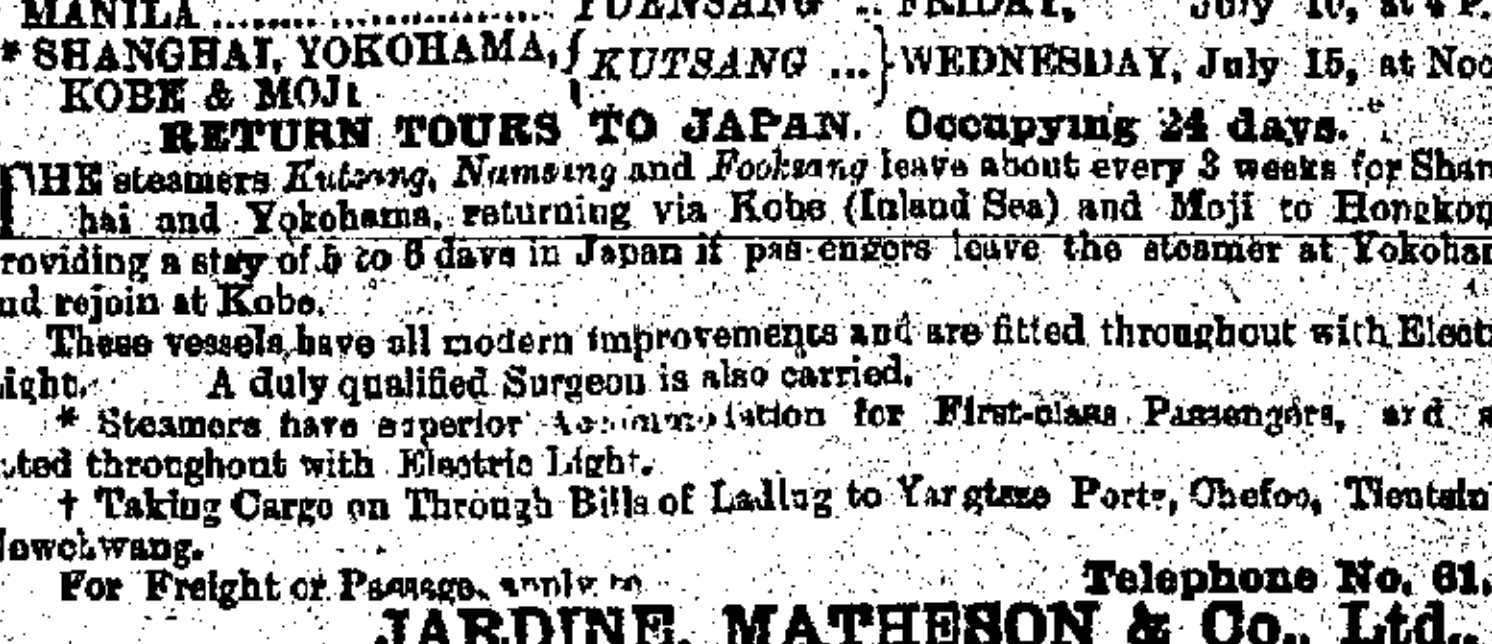 MANILA .............................. YUENSANG .. FRIDAY, July 10, at 4 P.
* SHANGHAI, YOKOHAMA, { KUTSANG ... } WEDNESDAY, July 15, at Noo
KOBE & MOJI
RETURN TOURS TO JAPAN. Occupying 24 days.
THE steamers Kutsang, Namsang and Fooksang leave about every 3 weeks for Shan
hai and Yokohama, returning via Kobe (Inland Sea) and Moji to Hongkon
roviding a stay of 5 to 6 days in Japan if passengers leave the steamer at Yokoham
nd rejoin at Kobe.
These vessels have all modern improvements and are fitted throughout with Elect
ight. A duly qualified Surgeon is also carried.
* Steamers have superior Accommodation for First-class Passengers, and a
tted throughout with Electric Light.
† Taking Cargo on Through Bills of Lading to Yangtsze Ports, Chefoo, Tientsin
Newchwang.
For Freight or Passage, apply to
Telephone No. 61.
JARDINE, MATHESON & Co., Ltd.,